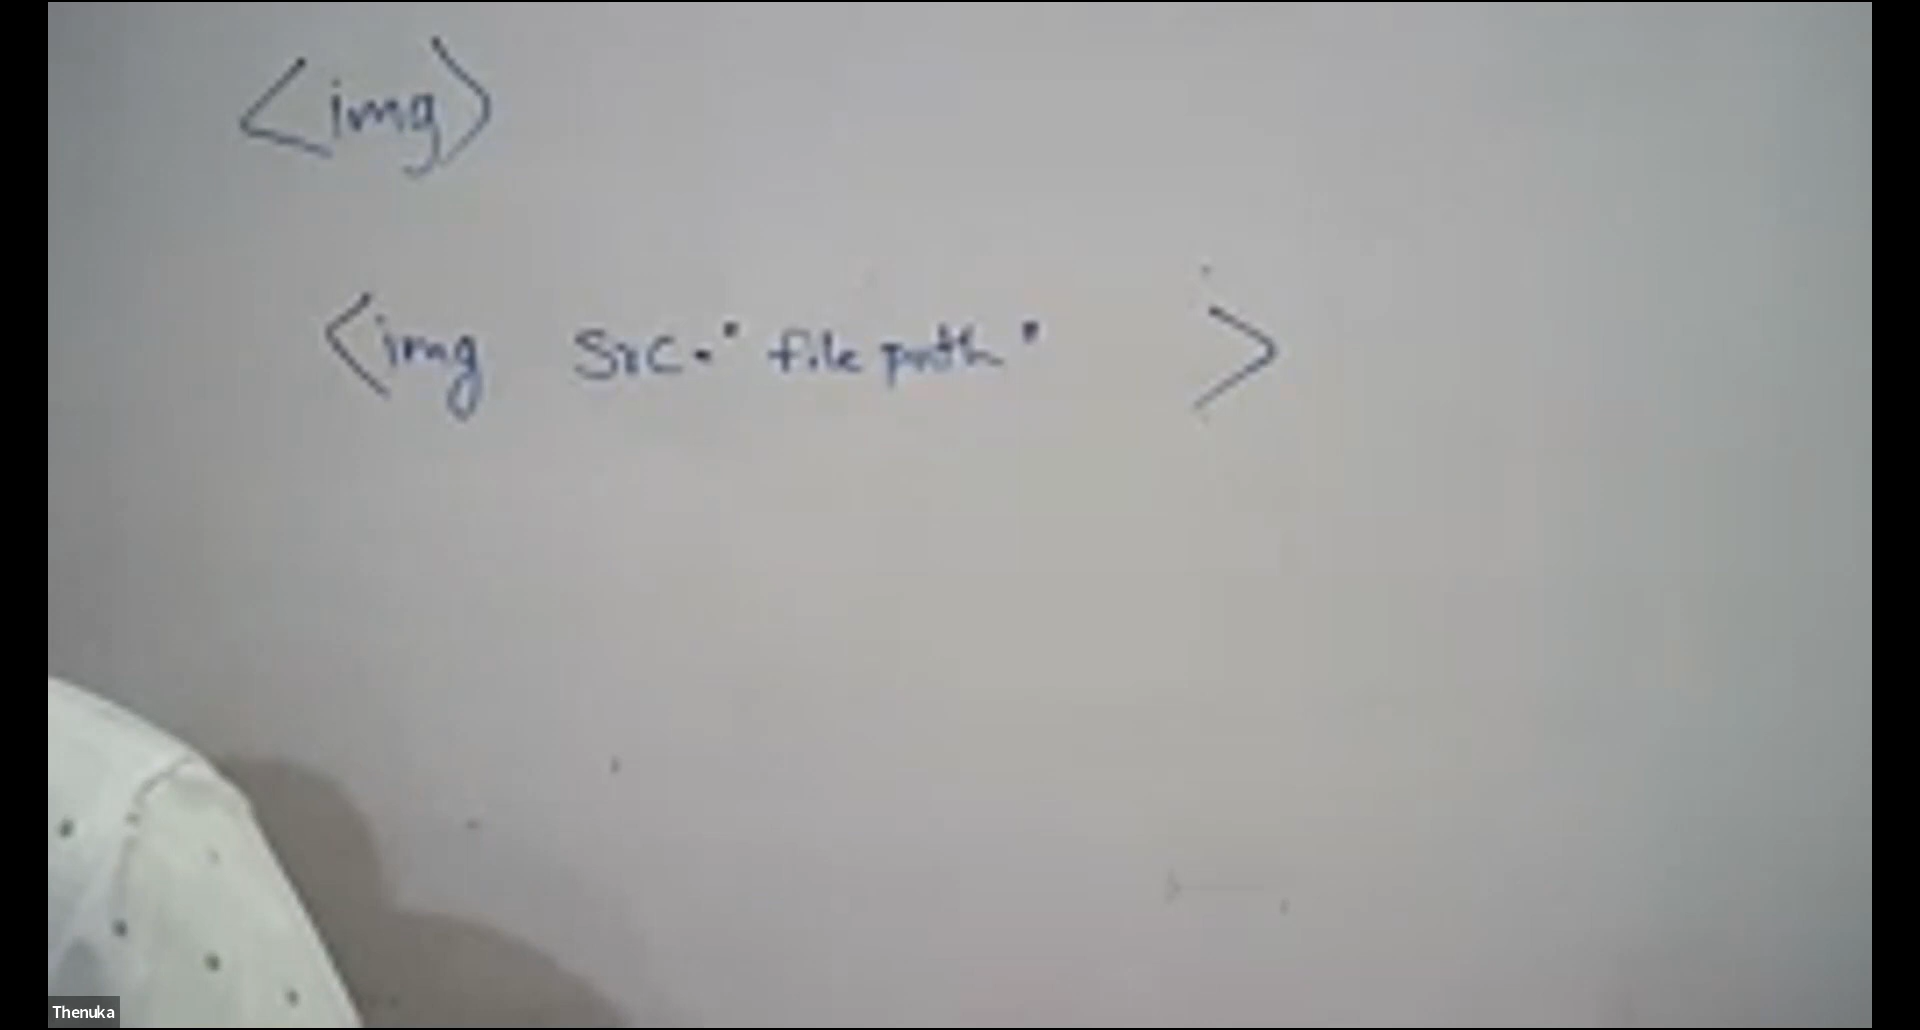 <img>
<img src="file path" >
Thenuka